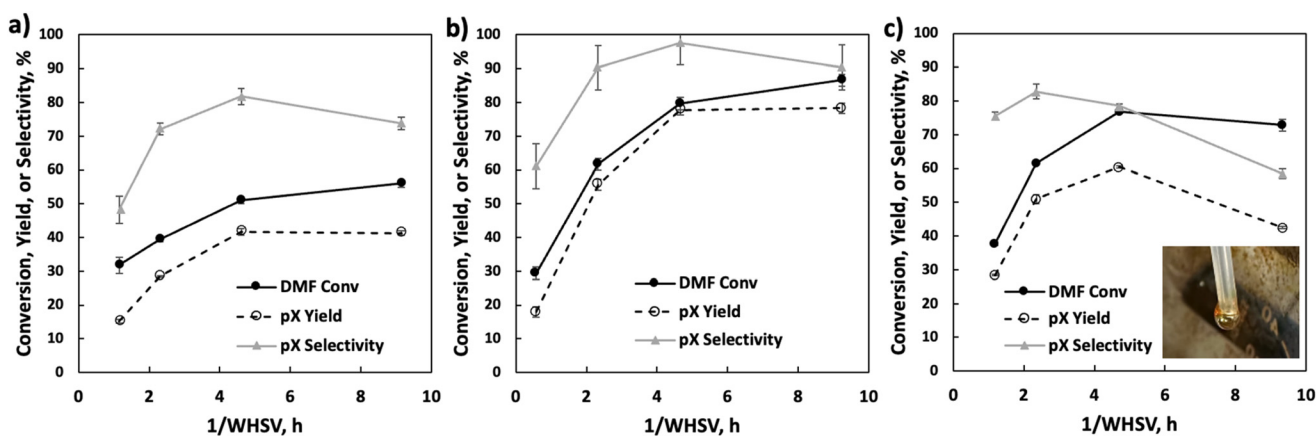 a)
Conversion, Yield, or Selectivity, %
100
90
80
70
60
50
40
30
20
10
0
DMF Conv
pX Yield
pX Selectivity
0 2 4 6 8 10
1/WHSV, h
b)
100
90
80
70
60
50
40
30
20
10
0
DMF Conv
pX Yield
pX Selectivity
0 2 4 6 8 10
1/WHSV, h
c)
Conversion, Yield, or Selectivity, %
100
90
80
70
60
50
40
30
20
10
0
DMF Conv
pX Yield
pX Selectivity
0 2 4 6 8 10
1/WHSV, h